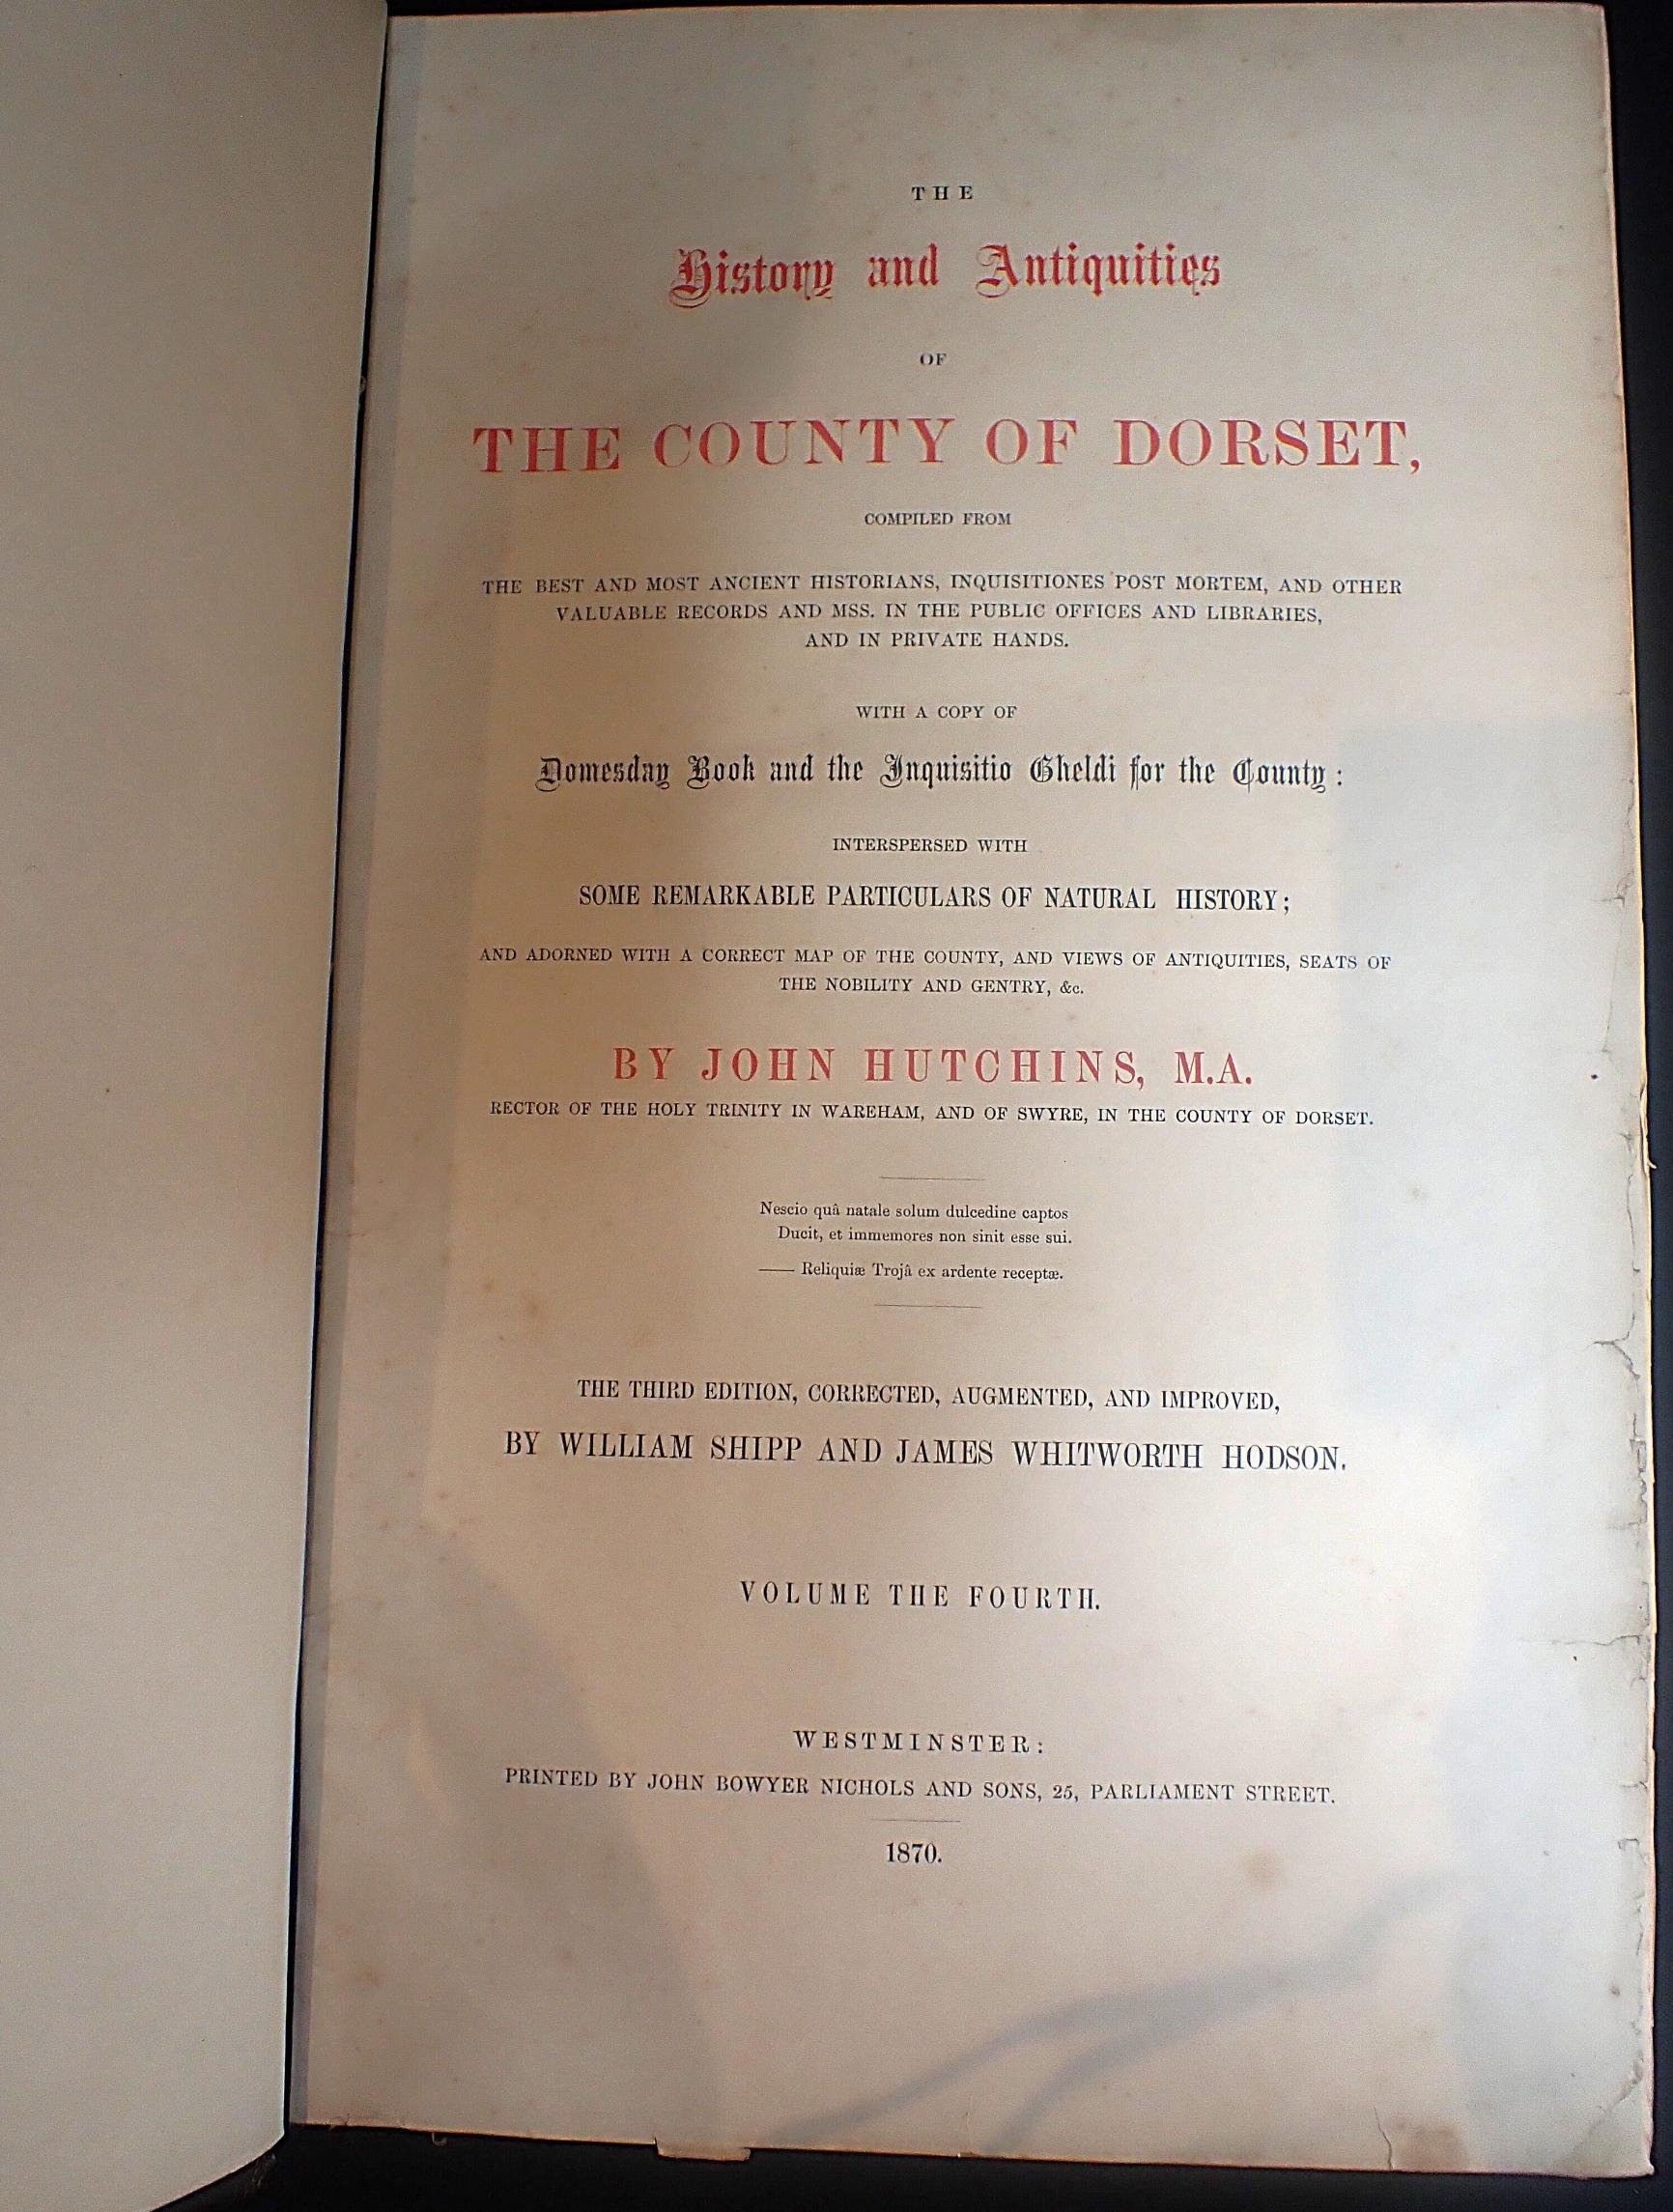 THE
History and Antiquities
OF
THE COUNTY OF DORSET,
COMPILED FROM
THE BEST AND MOST ANCIENT HISTORIANS, INQUISITIONES POST MORTEM, AND OTHER
VALUABLE RECORDS AND MSS. IN THE PUBLIC OFFICES AND LIBRARIES,
AND IN PRIVATE HANDS.
WITH A COPY OF
Domesday Book and the Inquisitio Gheldi for the County:
INTERSPERSED WITH
SOME REMARKABLE PARTICULARS OF NATURAL HISTORY;
AND ADORNED WITH A CORRECT MAP OF THE COUNTY, AND VIEWS OF ANTIQUITIES, SEATS OF
THE NOBILITY AND GENTRY, &c.
BY JOHN HUTCHINS, M.A.
RECTOR OF THE HOLY TRINITY IN WAREHAM, AND OF SWYRE, IN THE COUNTY OF DORSET.
Nescio quâ natale solum dulcedine captos
Ducit, et immemores non sinit esse sui.
—— Reliquiæ Trojâ ex ardente receptæ.
THE THIRD EDITION, CORRECTED, AUGMENTED, AND IMPROVED,
BY WILLIAM SHIPP AND JAMES WHITWORTH HODSON.
VOLUME THE FOURTH.
WESTMINSTER:
PRINTED BY JOHN BOWYER NICHOLS AND SONS, 25, PARLIAMENT STREET.
1870.